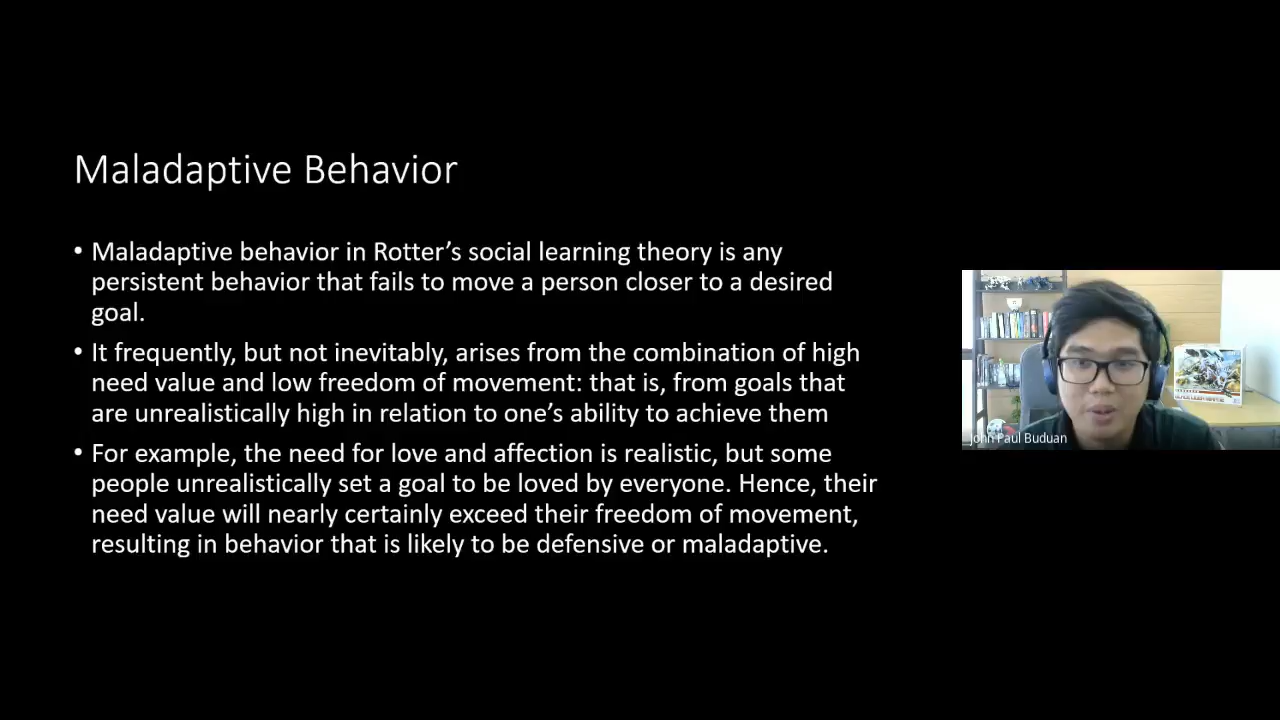 Maladaptive Behavior
• Maladaptive behavior in Rotter’s social learning theory is any
persistent behavior that fails to move a person closer to a desired
goal.
• It frequently, but not inevitably, arises from the combination of high
need value and low freedom of movement: that is, from goals that
are unrealistically high in relation to one’s ability to achieve them
• For example, the need for love and affection is realistic, but some
people unrealistically set a goal to be loved by everyone. Hence, their
need value will nearly certainly exceed their freedom of movement,
resulting in behavior that is likely to be defensive or maladaptive.
John Paul Buduan